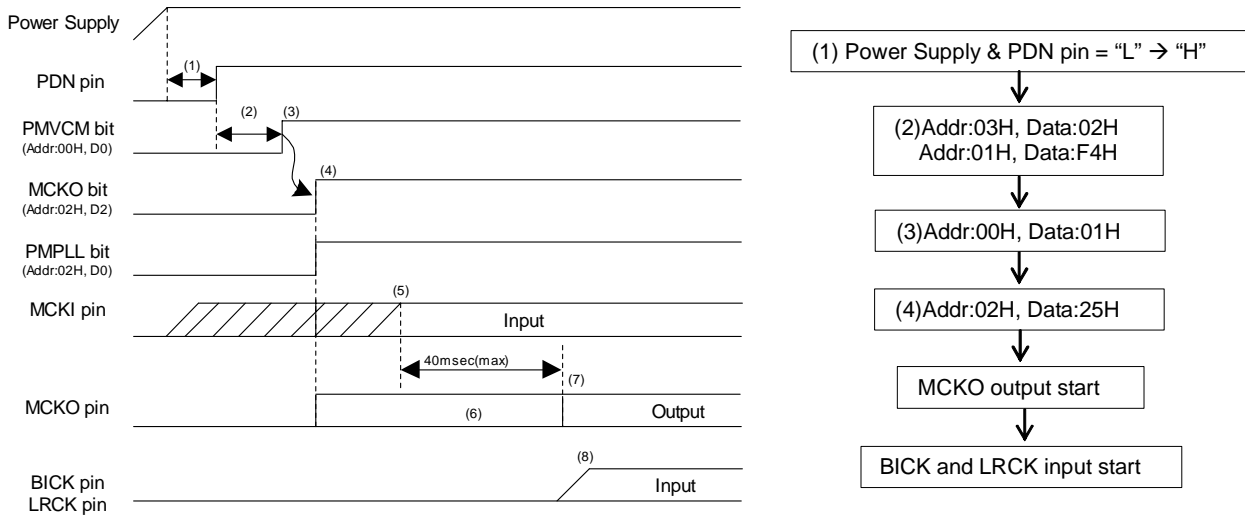 Power Supply
(1)
PDN pin
(2)
(3)
PMVCM bit
(Addr:00H, D0)
(4)
MCKO bit
(Addr:02H, D2)
PMPLL bit
(Addr:02H, D0)
(5)
MCKI pin
Input
40msec(max)
(7)
MCKO pin
(6)
Output
(8)
BICK pin
LRCK pin
Input
(1) Power Supply & PDN pin = “L” → “H”
(2)Addr:03H, Data:02H
Addr:01H, Data:F4H
(3)Addr:00H, Data:01H
(4)Addr:02H, Data:25H
MCKO output start
BICK and LRCK input start